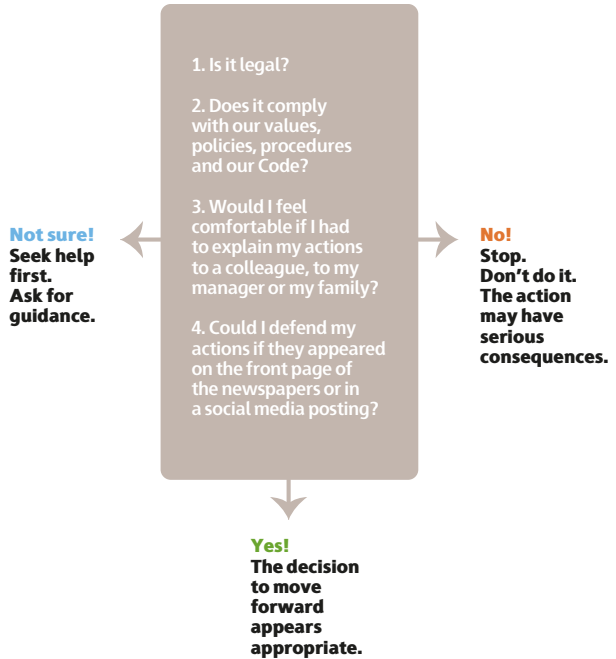 1. Is it legal?
2. Does it comply
with our values,
policies, procedures
and our Code?
3. Would I feel
comfortable if I had
to explain my actions
to a colleague, to my
manager or my family?
4. Could I defend my
actions if they appeared
on the front page of
the newspapers or in
a social media posting?
Not sure!
Seek help
first.
Ask for
guidance.
No!
Stop.
Don’t do it.
The action
may have
serious
consequences.
Yes!
The decision
to move
forward
appears
appropriate.